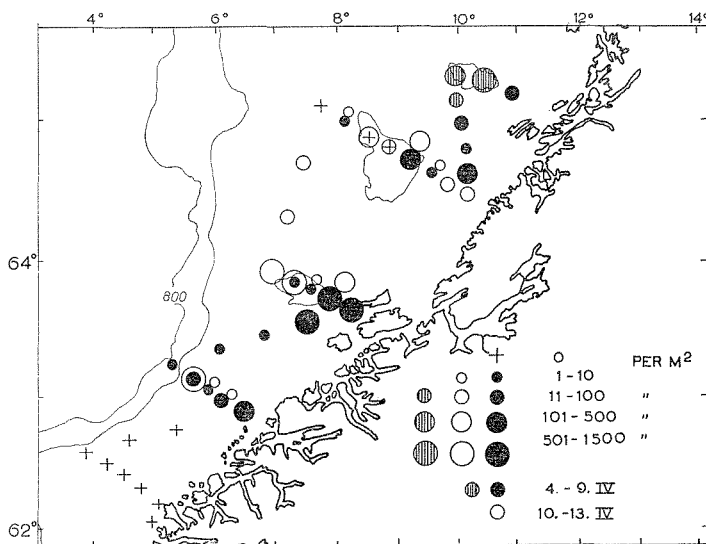 4° 6° 8° 10° 12° 14°
64°
800
+ O PER M²
1-10
11-100 "
101-500 "
501-1500 "
4.-9. IV
62° 10.-13. IV